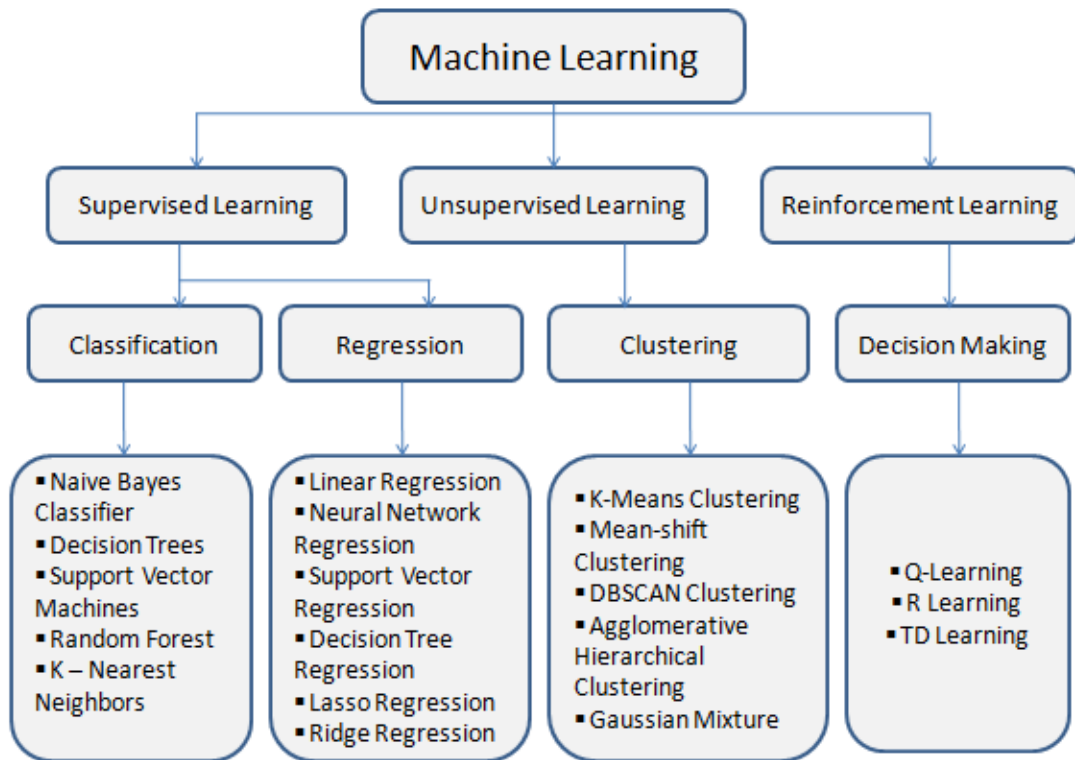 Machine Learning
Supervised Learning
Unsupervised Learning
Reinforcement Learning
Classification
Regression
Clustering
Decision Making
▪ Naive Bayes
Classifier
▪ Decision Trees
▪ Support Vector
Machines
▪ Random Forest
▪ K – Nearest
Neighbors
▪ Linear Regression
▪ Neural Network
Regression
▪ Support Vector
Regression
▪ Decision Tree
Regression
▪ Lasso Regression
▪ Ridge Regression
▪ K-Means Clustering
▪ Mean-shift
Clustering
▪ DBSCAN Clustering
▪ Agglomerative
Hierarchical
Clustering
▪ Gaussian Mixture
▪ Q-Learning
▪ R Learning
▪ TD Learning